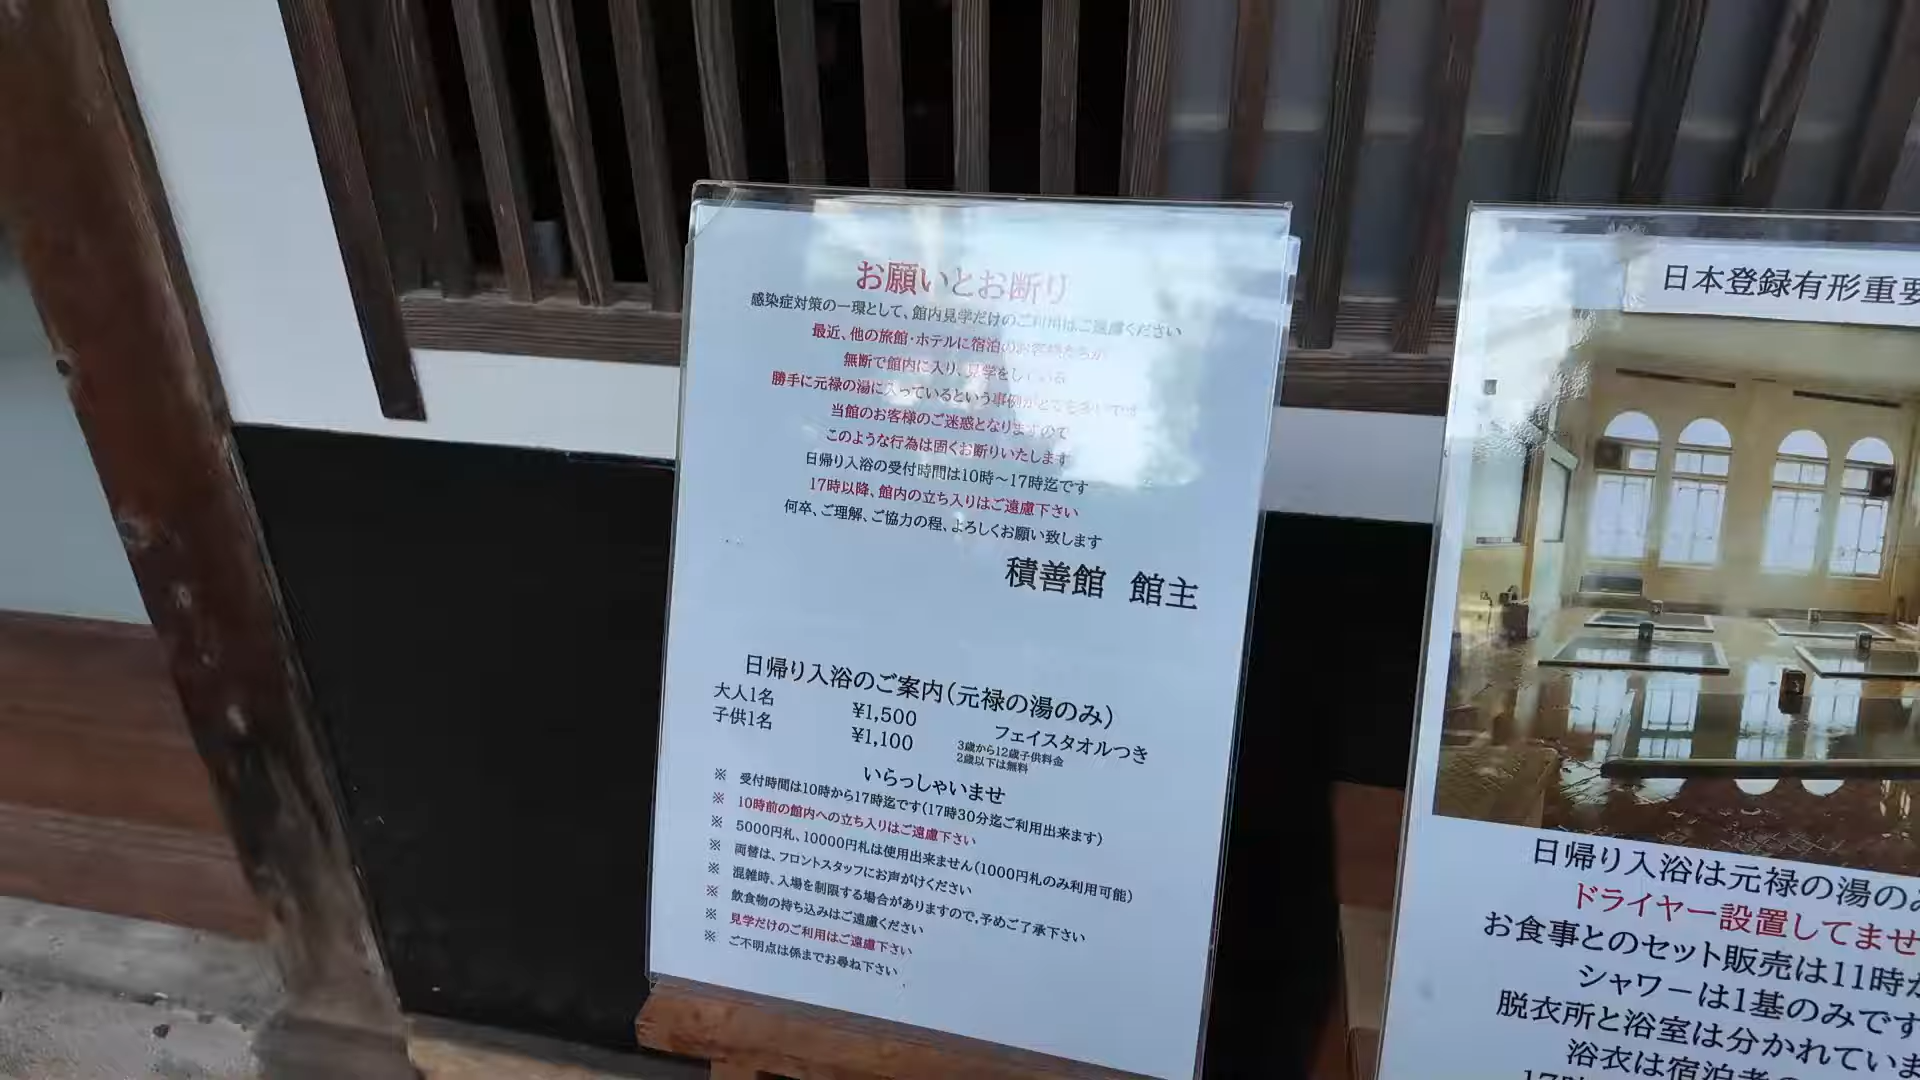 お願いとお断り
感染症対策の一環として、館内見学だけのご利用はご遠慮ください
最近、他の旅館・ホテルに宿泊のお客様たちが
無断で館内に入り、見学をしている
勝手に元禄の湯に入っているという事例がとても多いです
当館のお客様のご迷惑となりますので
このような行為は固くお断りいたします
日帰り入浴の受付時間は10時～17時迄です
17時以降、館内の立ち入りはご遠慮下さい
何卒、ご理解、ご協力の程、よろしくお願い致します
積善館 館主
日帰り入浴のご案内(元禄の湯のみ)
大人1名 ¥1,500 フェイスタオルつき
子供1名 ¥1,100 3歳から12歳子供料金
2歳以下は無料
いらっしゃいませ
※ 受付時間は10時から17時迄です(17時30分迄ご利用出来ます)
※ 10時前の館内への立ち入りはご遠慮下さい
※ 5000円札、10000円札は使用出来ません(1000円札のみ利用可能)
※ 両替は、フロントスタッフにお声がけください
※ 混雑時、入場を制限する場合がありますので,予めご了承下さい
※ 飲食物の持ち込みはご遠慮ください
※ 見学だけのご利用はご遠慮下さい
※ ご不明点は係までお尋ね下さい
日本登録有形重要
日帰り入浴は元禄の湯の
ドライヤー設置してませ
お食事とのセット販売は11時
シャワーは1基のみです
脱衣所と浴室は分かれてい
浴衣は宿泊者